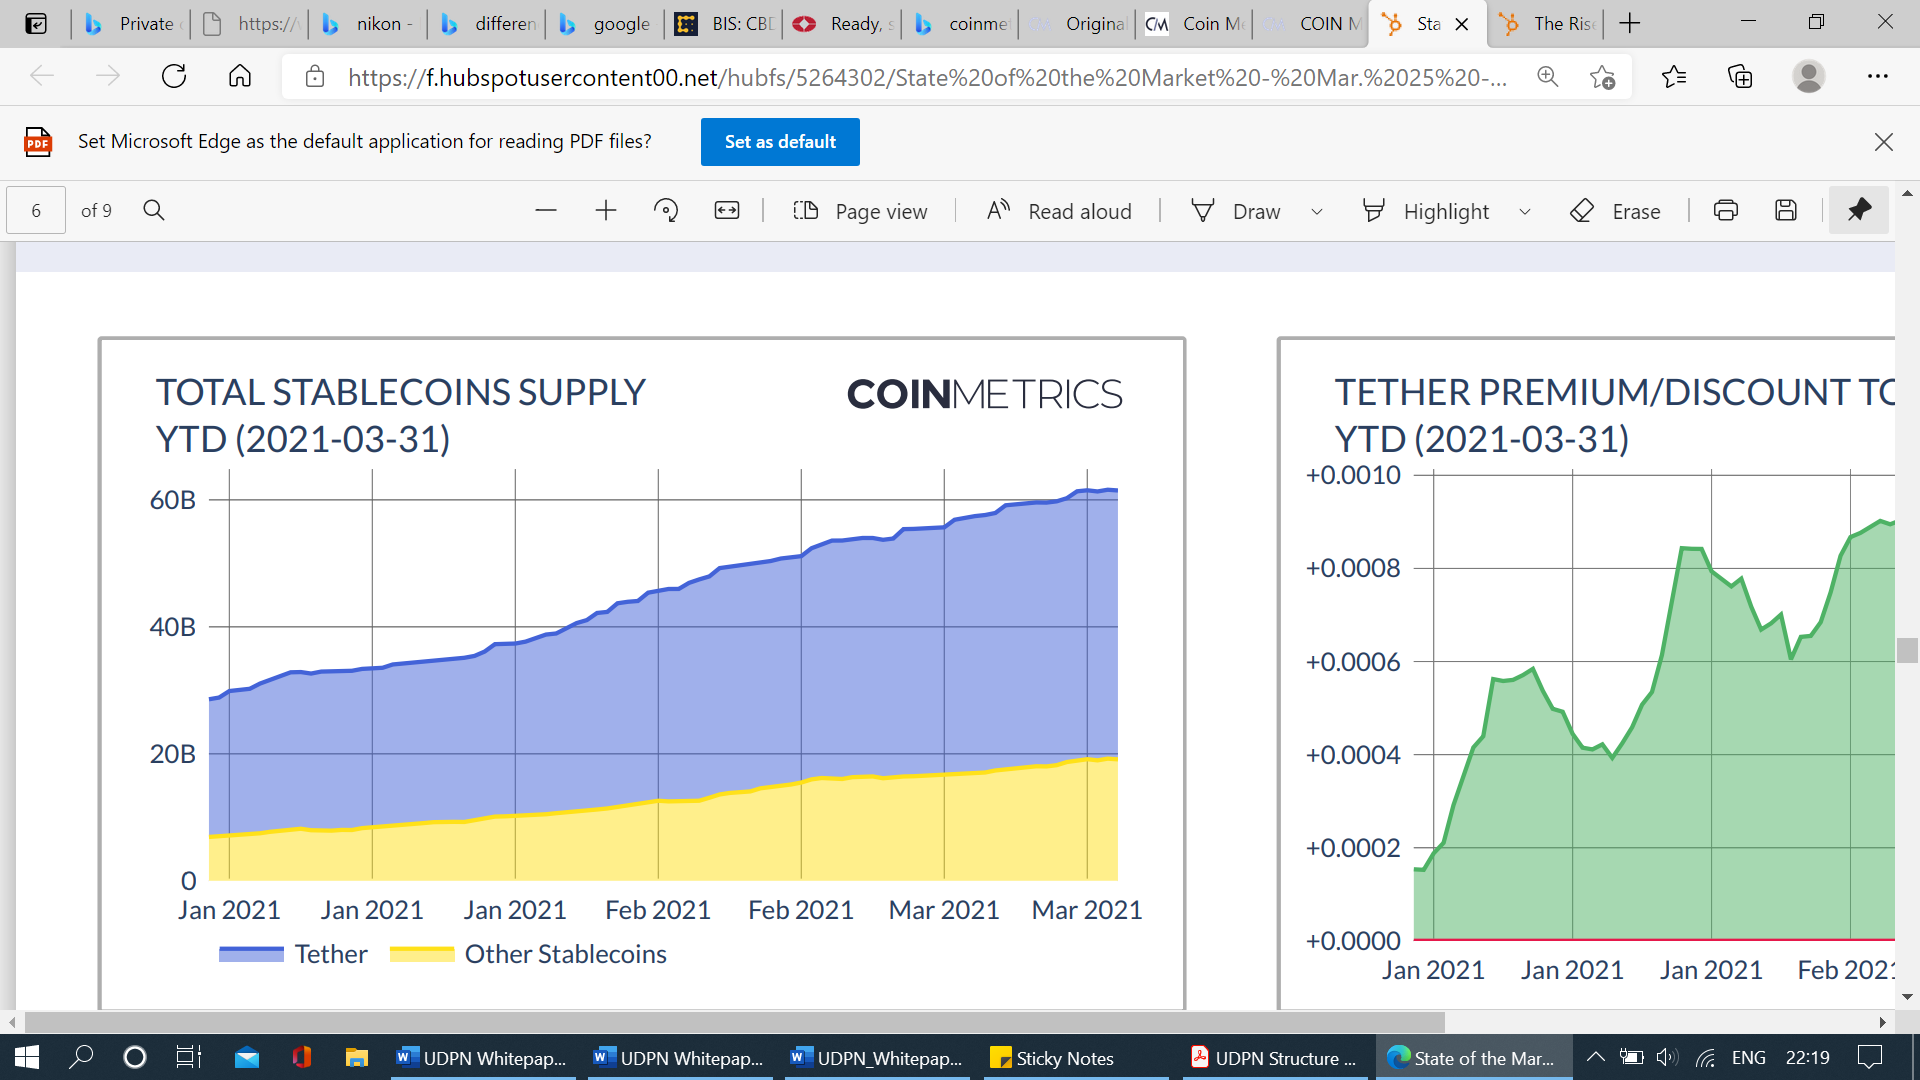 Private
https://
nikon -
differen
google
BIS: CBD
Ready, s
coinmet
Original
Coin Me
COIN M
Sta
The Rise
https://f.hubspotusercontent00.net/hubfs/5264302/State%20of%20the%20Market%20-%20Mar.%2025%20-...
PDF
Set Microsoft Edge as the default application for reading PDF files?
Set as default
6 of 9
Page view
Read aloud
Draw
Highlight
Erase
TOTAL STABLECOINS SUPPLY
YTD (2021-03-31)
COINMETRICS
60B
40B
20B
0
Jan 2021 Jan 2021 Jan 2021 Feb 2021 Feb 2021 Mar 2021 Mar 2021
Tether Other Stablecoins
TETHER PREMIUM/DISCOUNT TO
YTD (2021-03-31)
+0.0010
+0.0008
+0.0006
+0.0004
+0.0002
+0.0000
Jan 2021 Jan 2021 Jan 2021 Feb 2021
UDPN Whitepap...
UDPN Whitepap...
UDPN_Whitepap...
Sticky Notes
UDPN Structure ...
State of the Mar...
ENG
22:19